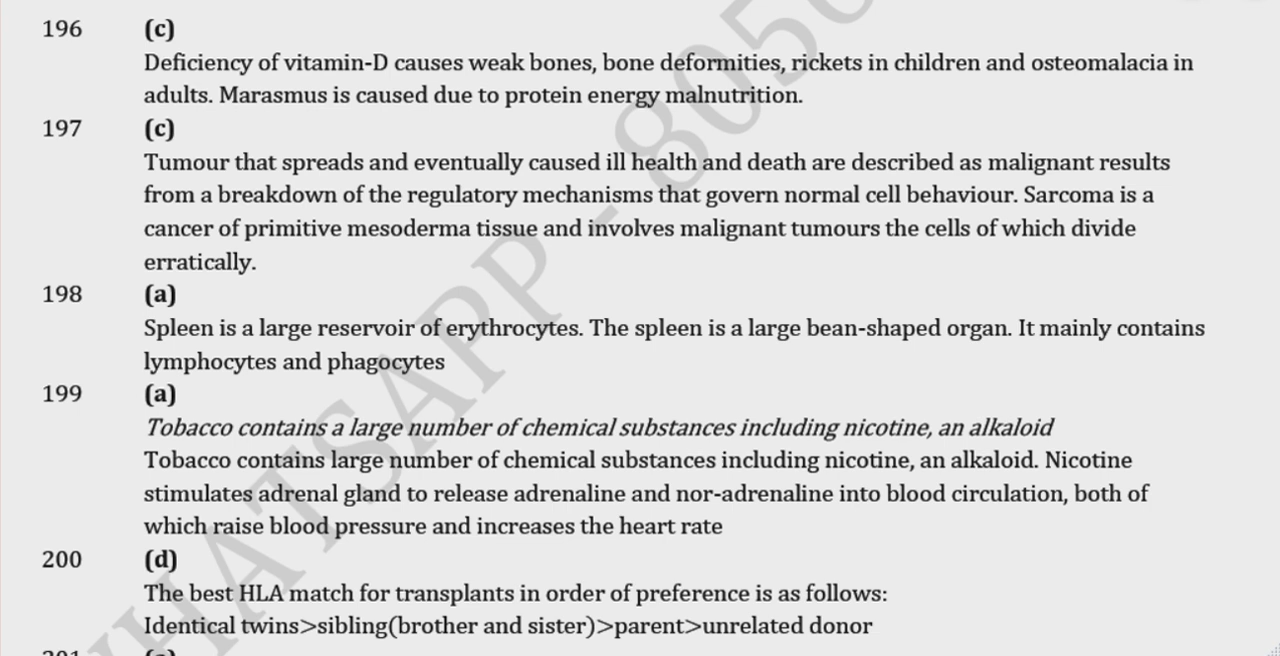 196 (c)
Deficiency of vitamin-D causes weak bones, bone deformities, rickets in children and osteomalacia in
adults. Marasmus is caused due to protein energy malnutrition.
197 (c)
Tumour that spreads and eventually caused ill health and death are described as malignant results
from a breakdown of the regulatory mechanisms that govern normal cell behaviour. Sarcoma is a
cancer of primitive mesoderma tissue and involves malignant tumours the cells of which divide
erratically.
198 (a)
Spleen is a large reservoir of erythrocytes. The spleen is a large bean-shaped organ. It mainly contains
lymphocytes and phagocytes
199 (a)
Tobacco contains a large number of chemical substances including nicotine, an alkaloid
Tobacco contains large number of chemical substances including nicotine, an alkaloid. Nicotine
stimulates adrenal gland to release adrenaline and nor-adrenaline into blood circulation, both of
which raise blood pressure and increases the heart rate
200 (d)
The best HLA match for transplants in order of preference is as follows:
Identical twins>sibling(brother and sister)>parent>unrelated donor
HATSAPP - 805